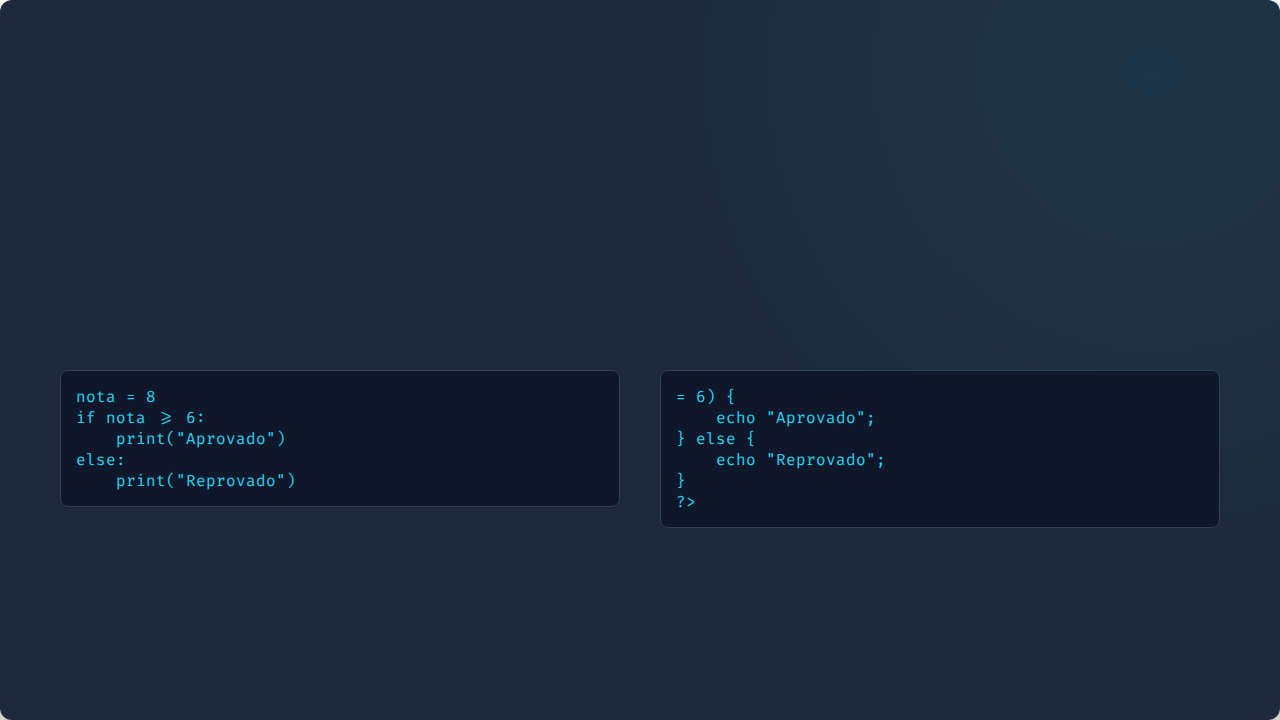 nota = 8
if nota >= 6:
    print("Aprovado")
else:
    print("Reprovado")
= 6) {
    echo "Aprovado";
} else {
    echo "Reprovado";
}
?>